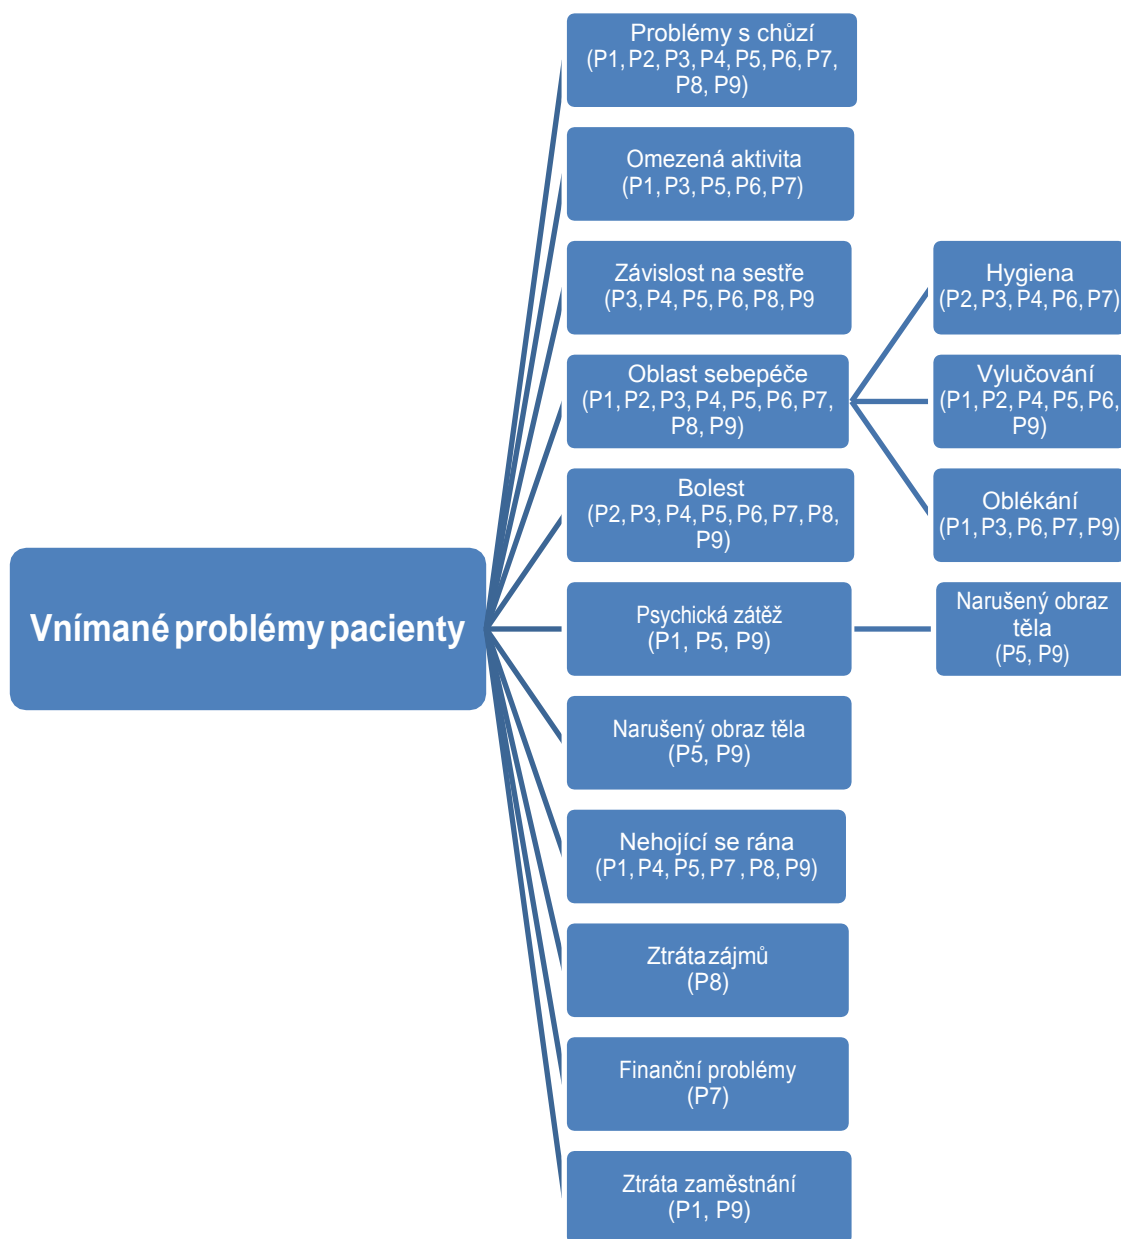 Problémy s chůzí
(P1, P2, P3, P4, P5, P6, P7,
P8, P9)
Omezená aktivita
(P1, P3, P5, P6, P7)
Závislost na sestře
(P3, P4, P5, P6, P8, P9
Hygiena
(P2, P3, P4, P6, P7)
Oblast sebepéče
(P1, P2, P3, P4, P5, P6, P7,
P8, P9)
Vylučování
(P1, P2, P4, P5, P6,
P9)
Bolest
(P2, P3, P4, P5, P6, P7, P8,
P9)
Oblékání
(P1, P3, P6, P7, P9)
Vnímané problémy pacienty
Psychická zátěž
(P1, P5, P9)
Narušený obraz
těla
(P5, P9)
Narušený obraz těla
(P5, P9)
Nehojící se rána
(P1, P4, P5, P7 , P8, P9)
Ztráta zájmů
(P8)
Finanční problémy
(P7)
Ztráta zaměstnání
(P1, P9)